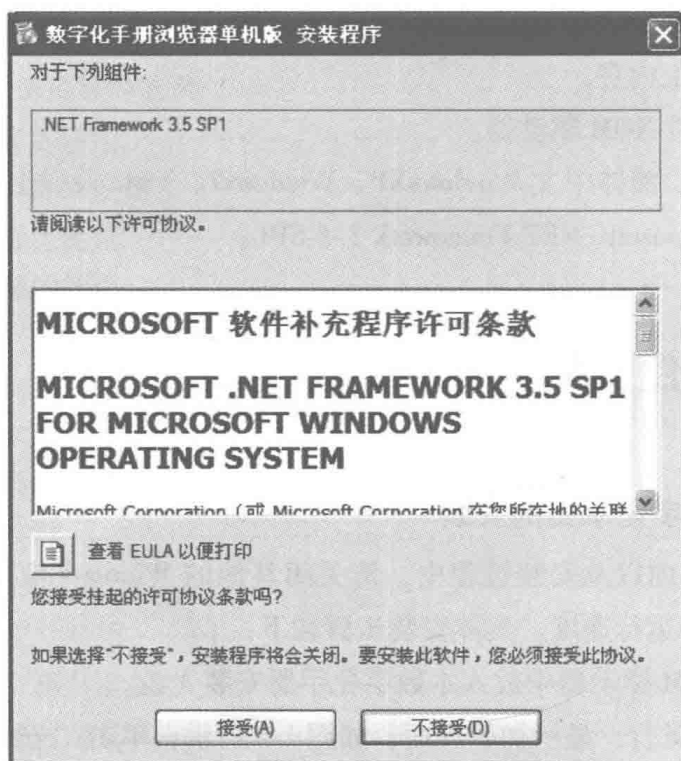 数字化手册浏览器单机版 安装程序
对于下列组件:
.NET Framework 3.5 SP1
请阅读以下许可协议。
MICROSOFT 软件补充程序许可条款
MICROSOFT .NET FRAMEWORK 3.5 SP1
FOR MICROSOFT WINDOWS
OPERATING SYSTEM
Microsoft Corporation（或 Microsoft Corporation 在您所在地的关联
查看 EULA 以便打印
您接受挂起的许可协议条款吗?
如果选择“不接受”，安装程序将会关闭。要安装此软件，您必须接受此协议。
接受(A)
不接受(D)